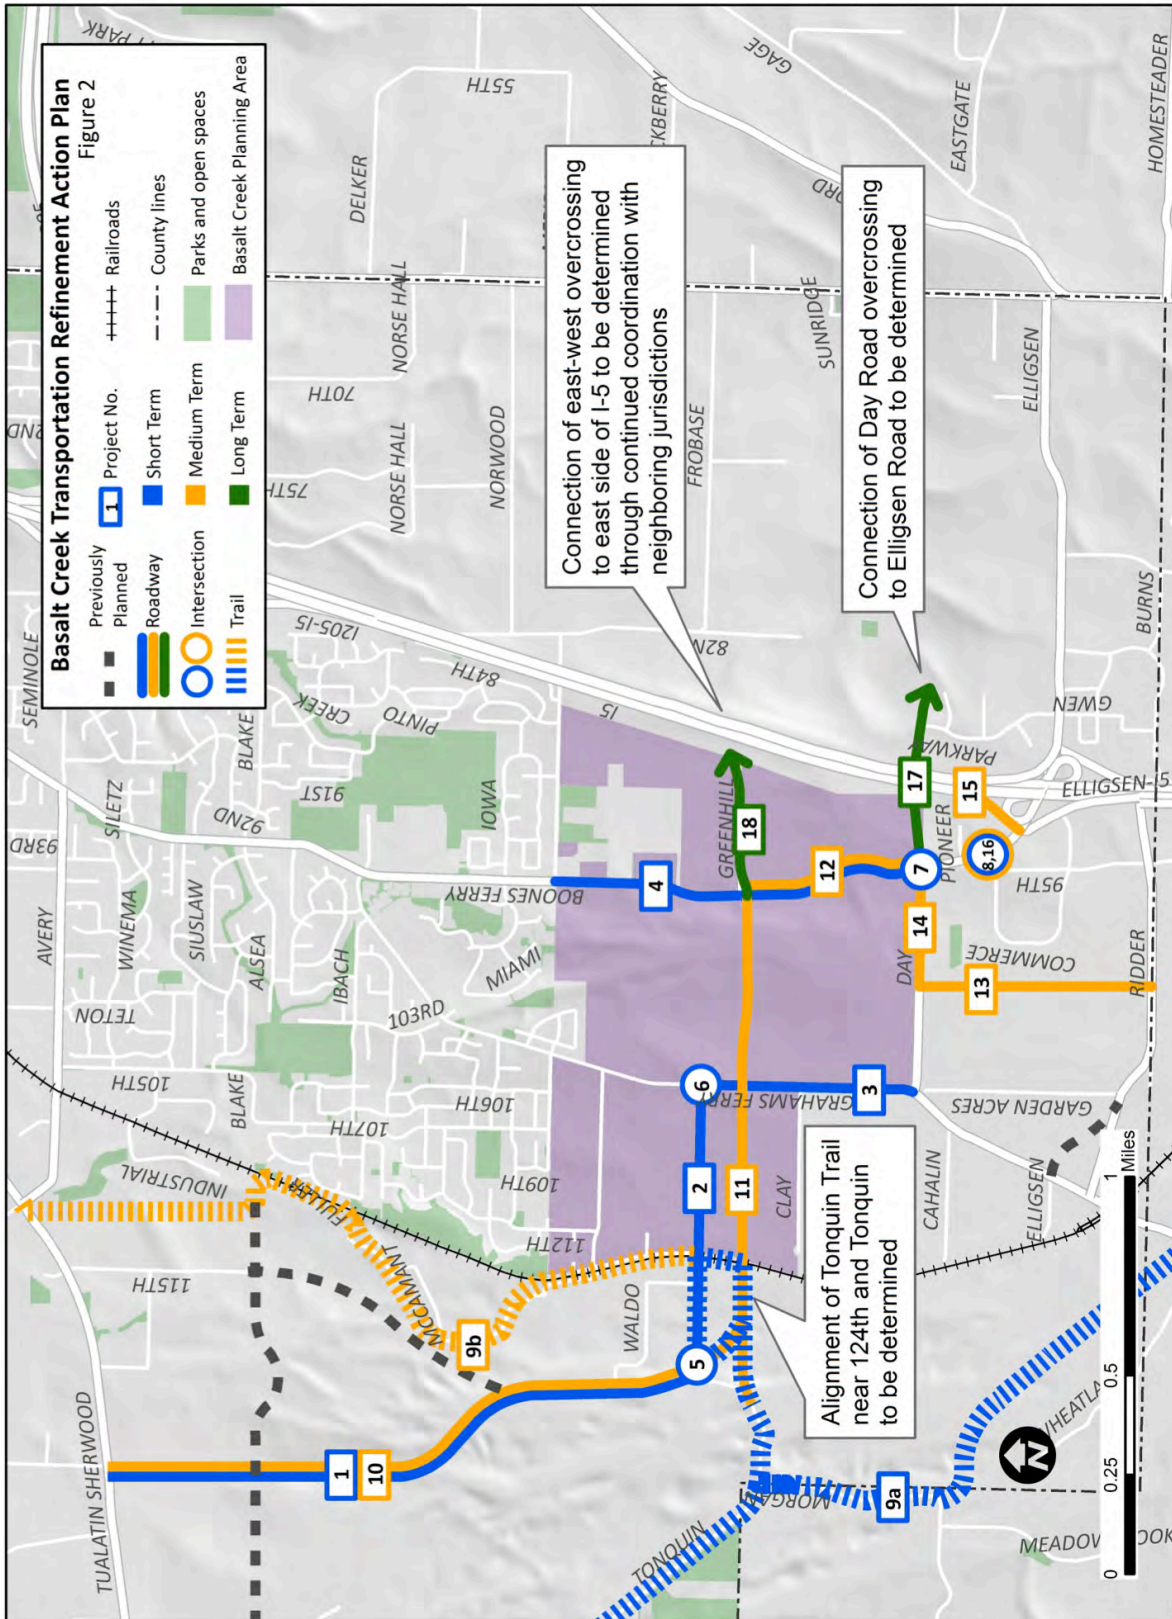 Basalt Creek Transportation Refinement Action Plan
Figure 2
Previously
Planned
Roadway
Intersection
Trail
1
Project No.
Short Term
Medium Term
Long Term
Railroads
County lines
Parks and open spaces
Basalt Creek Planning Area
Connection of east-west overcrossing
to east side of I-5 to be determined
through continued coordination with
neighboring jurisdictions
Connection of Day Road overcrossing
to Elligsen Road to be determined
Alignment of Tonquin Trail
near 124th and Tonquin
to be determined
SEMINOLE
AVERY
93RD
SILETZ
WINEMA
SIUSLAW
ALSEA
IBACH
TETON
105TH
BLAKE
BLAKE
107TH
106TH
109TH
112TH
103RD
MIAMI
92ND
91ST
CREEK
PINTO
IOWA
84TH
I205-I5
I5
75TH
70TH
NORSE HALL
NORSE HALL
NORWOOD
DELKER
55TH
GAGE
EASTGATE
HOMESTEADER
FROBASE
SUNRIDGE
82N
ELLIGSEN
BURNS
GWEN
PARKWAY
ELLIGSEN-I5
PIONEER
95TH
COMMERCE
RIDDER
DAY
GREENHILL
BOONES FERRY
GRAHAMS FERRY
GARDEN ACRES
CAHALIN
CLAY
ELLIGSEN
WALDO
MCCAMANT
INDUSTRIAL
115TH
TUALATIN SHERWOOD
TONQUIN
MORGAN
1
10
9b
5
2
11
6
3
4
18
12
7
17
14
13
15
8,16
9a
N
0
0.25
0.5
1
Miles